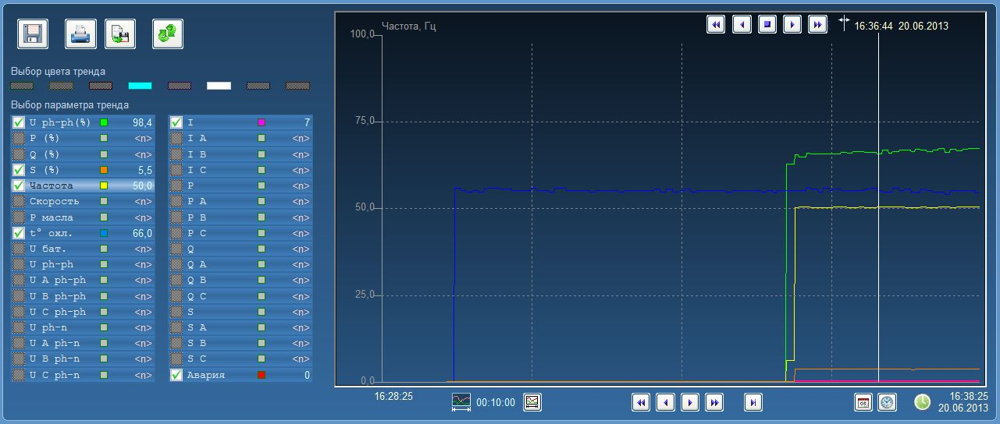 Выбор цвета тренда
Выбор параметра тренда
U ph-ph(%) 98,4
P (%) <n>
Q (%) <n>
S (%) 5,5
Частота 50,0
Скорость <n>
P масла <n>
t° охл. 66,0
U бат. <n>
U ph-ph <n>
U A ph-ph <n>
U B ph-ph <n>
U C ph-ph <n>
U ph-n <n>
U A ph-n <n>
U B ph-n <n>
U C ph-n <n>
I 7
I A <n>
I B <n>
I C <n>
P <n>
P A <n>
P B <n>
P C <n>
Q <n>
Q A <n>
Q B <n>
Q C <n>
S <n>
S A <n>
S B <n>
S C <n>
Авария 0
Частота, Гц
16:36:44 20.06.2013
100,0
75,0
50,0
25,0
0,0
16:28:25
00:10:00
05
16:38:25
20.06.2013